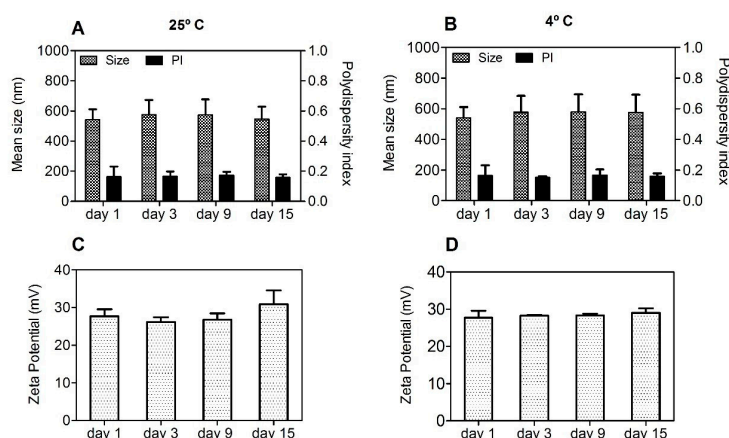 A
25º C
1000
800
600
400
200
0
Mean size (nm)
Size
PI
1.0
0.8
0.6
0.4
0.2
0.0
Polydispersity index
day 1 day 3 day 9 day 15
B
4º C
1000
800
600
400
200
0
Mean size (nm)
Size
PI
1.0
0.8
0.6
0.4
0.2
0.0
Polydispersity index
day 1 day 3 day 9 day 15
C
40
30
20
10
0
Zeta Potential (mV)
day 1 day 3 day 9 day 15
D
40
30
20
10
0
Zeta Potential (mV)
day 1 day 3 day 9 day 15